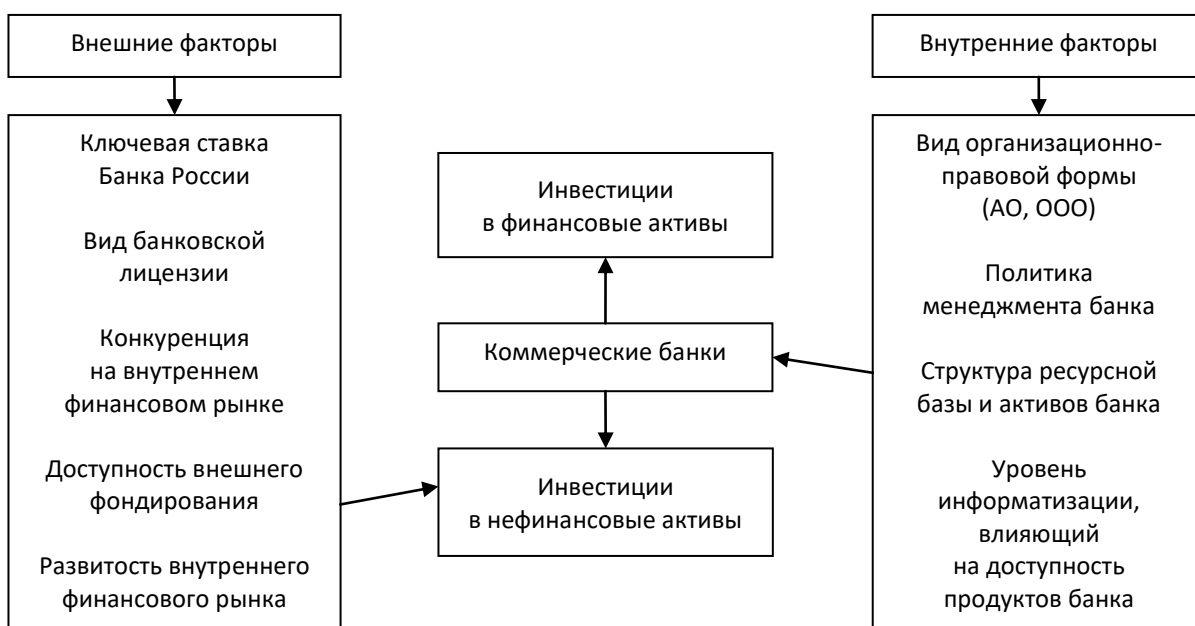 Внешние факторы
Ключевая ставка
Банка России
Вид банковской
лицензии
Конкуренция
на внутреннем
финансовом рынке
Доступность внешнего
фондирования
Развитость внутреннего
финансового рынка
Инвестиции
в финансовые активы
Коммерческие банки
Инвестиции
в нефинансовые активы
Внутренние факторы
Вид организационно-
правовой формы
(АО, ООО)
Политика
менеджмента банка
Структура ресурсной
базы и активов банка
Уровень
информатизации,
влияющий
на доступность
продуктов банка